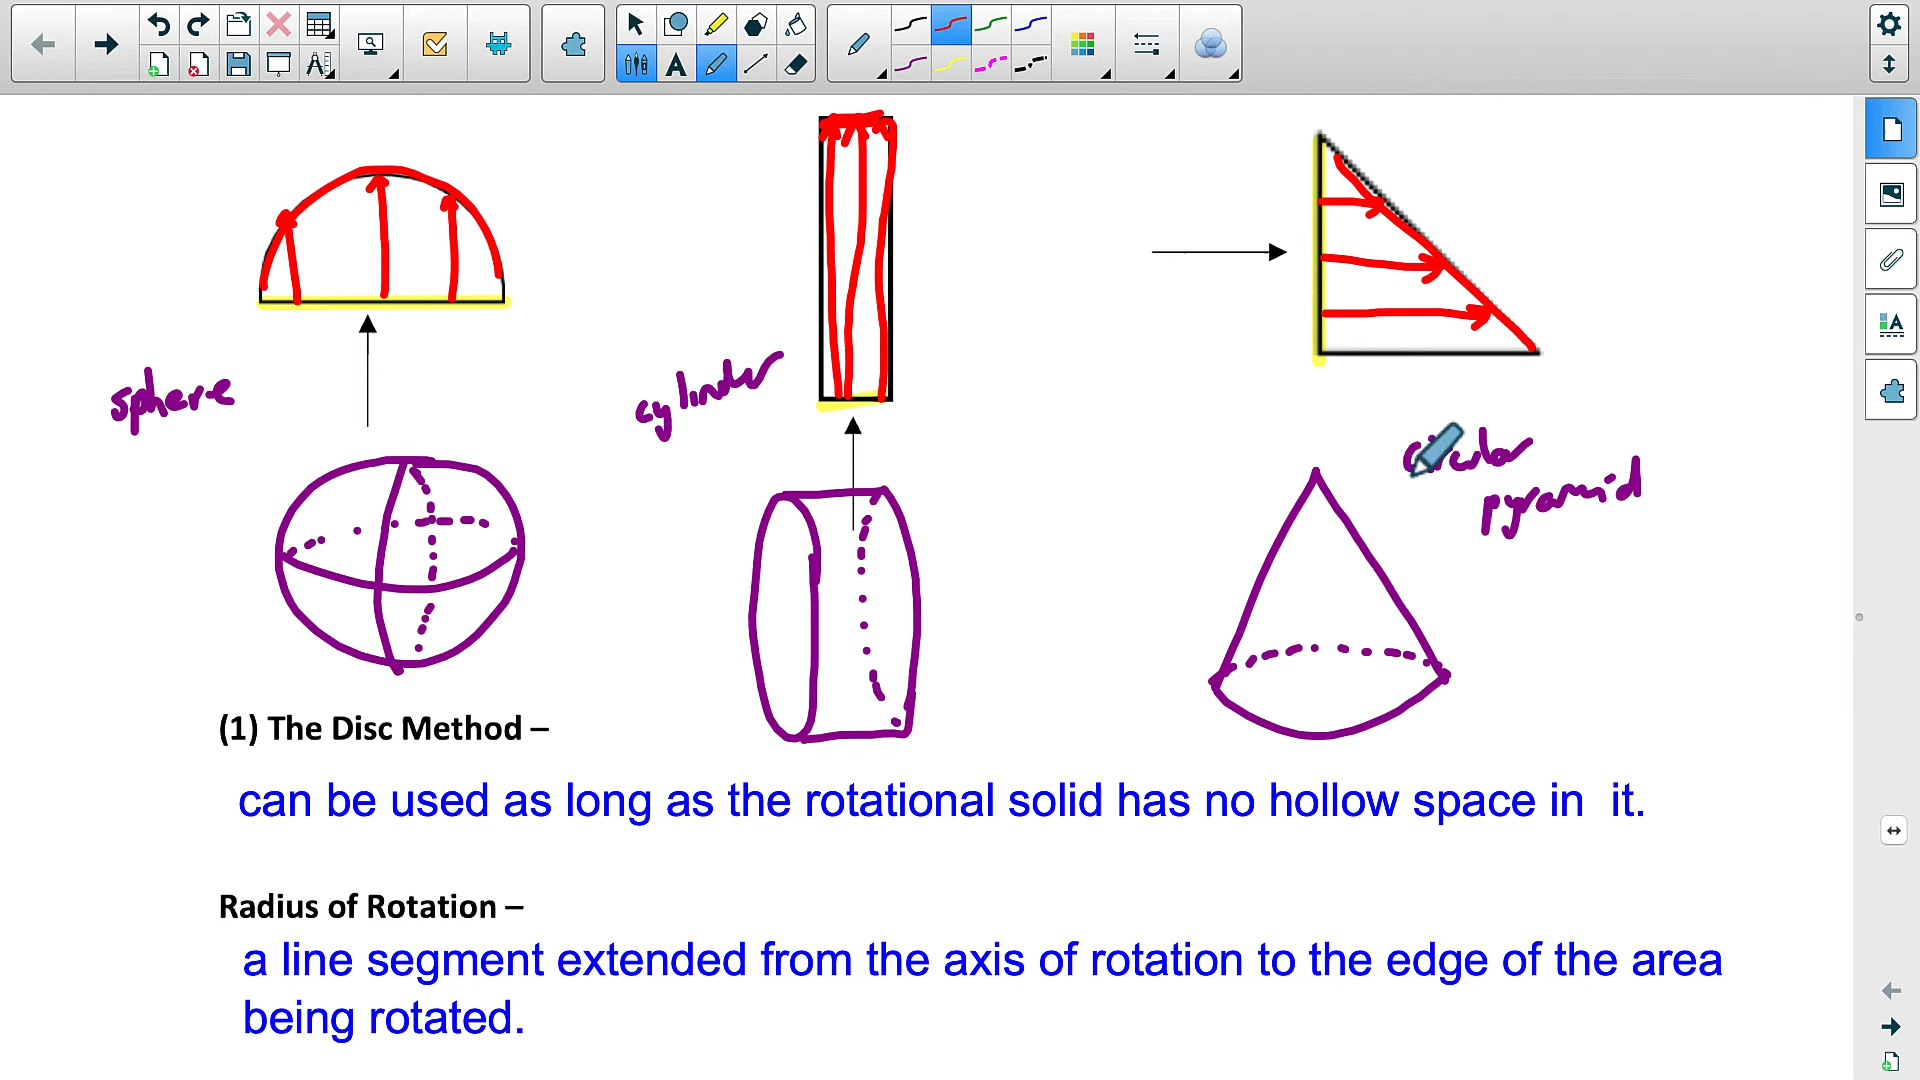 sphere
cylinder
circular
pyramid
(1) The Disc Method –
can be used as long as the rotational solid has no hollow space in it.
Radius of Rotation –
a line segment extended from the axis of rotation to the edge of the area
being rotated.